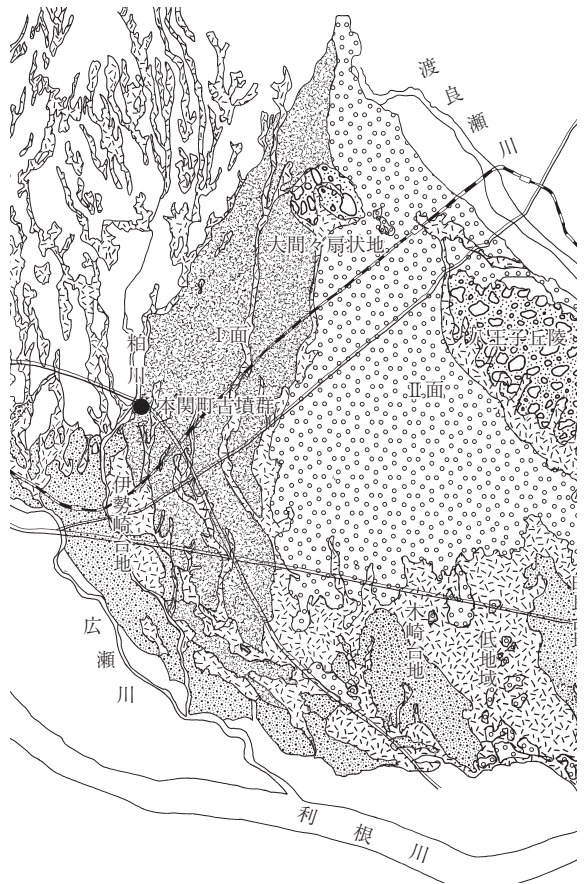 渡良瀬川
大間々扇状地
Ⅰ面
八王子丘陵
粕川
Ⅱ面
本関町古墳群
伊勢崎台地
木崎台地
低地域
広瀬川
利根川